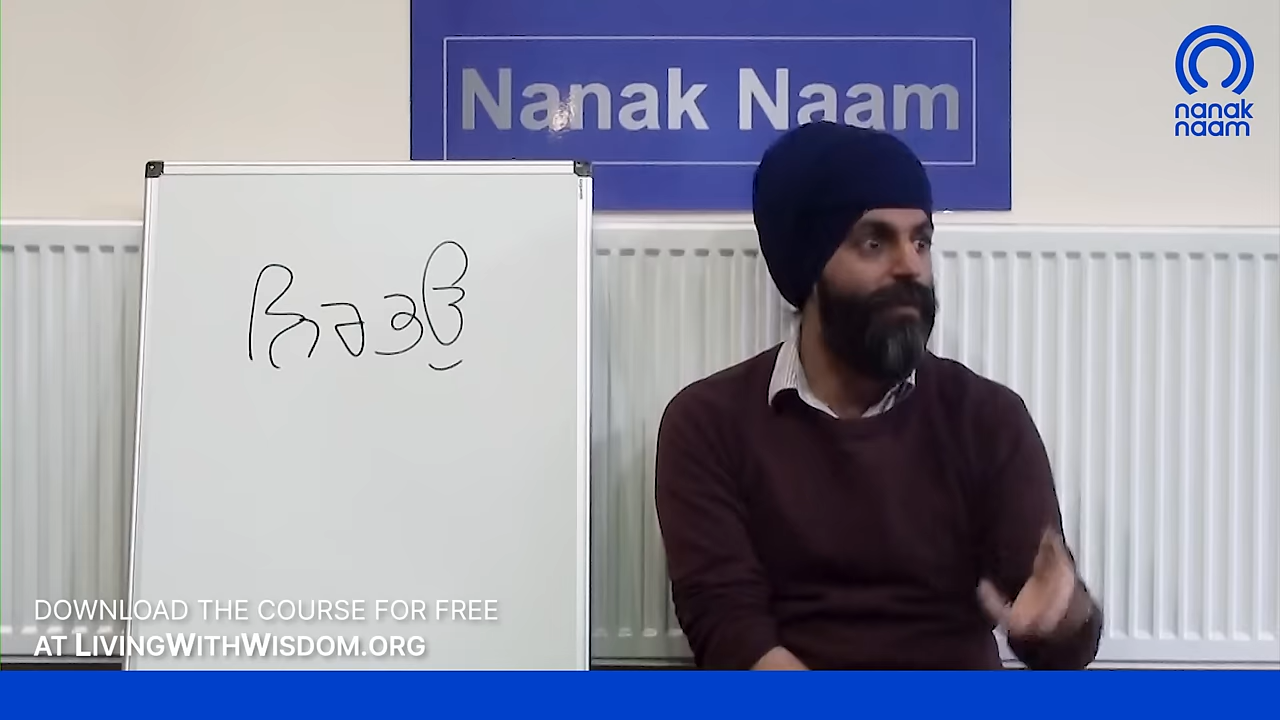 Nanak Naam
nanak
naam
ਨਿਰਭਉ
DOWNLOAD THE COURSE FOR FREE
AT LIVINGWITHWISDOM.ORG